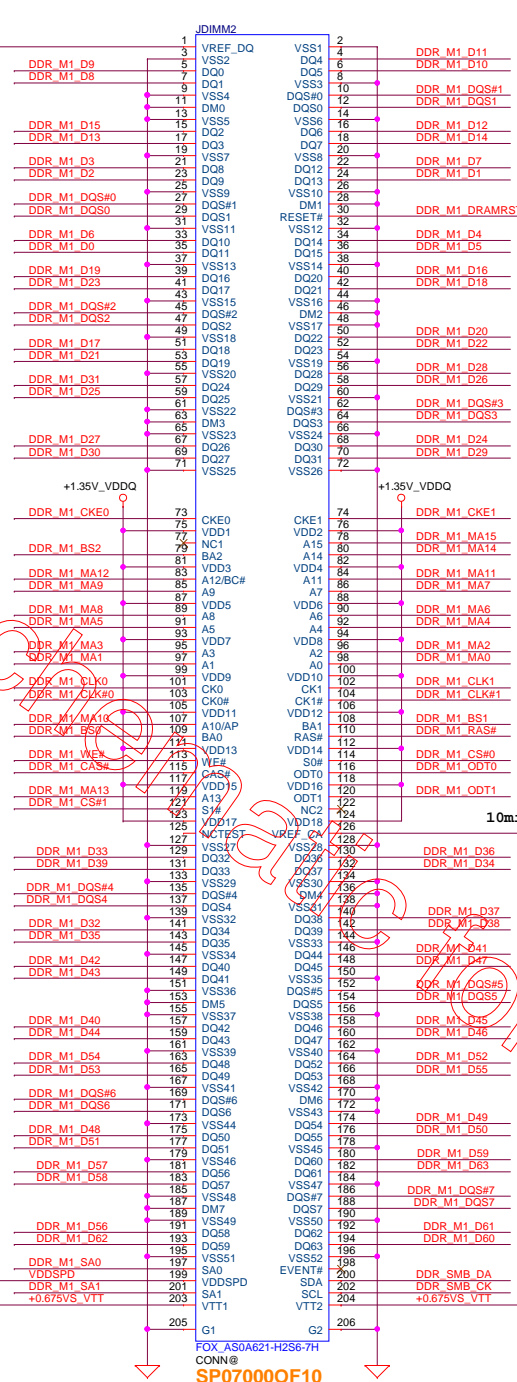 JDIMM2
1 VREF_DQ VSS1 2
3 VSS2 DQ4 4 DDR_M1_D11
DDR_M1_D9 5 DQ0 DQ5 6 DDR_M1_D10
DDR_M1_D8 7 DQ1 VSS3 8
9 VSS4 DQS#0 10 DDR_M1_DQS#1
11 DM0 DQS0 12 DDR_M1_DQS1
13 VSS5 VSS6 14
DDR_M1_D15 15 DQ2 DQ6 16 DDR_M1_D12
DDR_M1_D13 17 DQ3 DQ7 18 DDR_M1_D14
19 VSS7 VSS8 20
DDR_M1_D3 21 DQ8 DQ12 22 DDR_M1_D7
DDR_M1_D2 23 DQ9 DQ13 24 DDR_M1_D1
25 VSS9 VSS10 26
DDR_M1_DQS#0 27 DQS#1 DM1 28
DDR_M1_DQS0 29 DQS1 RESET# 30 DDR_M1_DRAMRST
31 VSS11 VSS12 32
DDR_M1_D6 33 DQ10 DQ14 34 DDR_M1_D4
DDR_M1_D0 35 DQ11 DQ15 36 DDR_M1_D5
37 VSS13 VSS14 38
DDR_M1_D19 39 DQ16 DQ20 40 DDR_M1_D16
DDR_M1_D23 41 DQ17 DQ21 42 DDR_M1_D18
43 VSS15 VSS16 44
DDR_M1_DQS#2 45 DQS#2 DM2 46
DDR_M1_DQS2 47 DQS2 VSS17 48
49 VSS18 DQ22 50 DDR_M1_D20
DDR_M1_D17 51 DQ18 DQ23 52 DDR_M1_D22
DDR_M1_D21 53 DQ19 VSS19 54
55 VSS20 DQ28 56 DDR_M1_D28
DDR_M1_D31 57 DQ24 DQ29 58 DDR_M1_D26
DDR_M1_D25 59 DQ25 VSS21 60
61 VSS22 DQS#3 62 DDR_M1_DQS#3
63 DM3 DQS3 64 DDR_M1_DQS3
65 VSS23 VSS24 66
DDR_M1_D27 67 DQ26 DQ30 68 DDR_M1_D24
DDR_M1_D30 69 DQ27 DQ31 70 DDR_M1_D29
71 VSS25 VSS26 72
+1.35V_VDDQ +1.35V_VDDQ
DDR_M1_CKE0 73 CKE0 CKE1 74 DDR_M1_CKE1
75 VDD1 VDD2 76
77 NC1 A15 78 DDR_M1_MA15
DDR_M1_BS2 79 BA2 A14 80 DDR_M1_MA14
81 VDD3 VDD4 82
DDR_M1_MA12 83 A12/BC# A11 84 DDR_M1_MA11
DDR_M1_MA9 85 A9 A7 86 DDR_M1_MA7
87 VDD5 VDD6 88
DDR_M1_MA8 89 A8 A6 90 DDR_M1_MA6
DDR_M1_MA5 91 A5 A4 92 DDR_M1_MA4
93 VDD7 VDD8 94
DDR_M1_MA3 95 A3 A2 96 DDR_M1_MA2
DDR_M1_MA1 97 A1 A0 98 DDR_M1_MA0
99 VDD9 VDD10 100
DDR_M1_CLK0 101 CK0 CK1 102 DDR_M1_CLK1
DDR_M1_CLK#0 103 CK0# CK1# 104 DDR_M1_CLK#1
105 VDD11 VDD12 106
DDR_M1_MA10 107 A10/AP BA1 108 DDR_M1_BS1
DDR_M1_BS0 109 BA0 RAS# 110 DDR_M1_RAS#
111 VDD13 VDD14 112
DDR_M1_WE# 113 WE# S0# 114 DDR_M1_CS#0
DDR_M1_CAS# 115 CAS# ODT0 116 DDR_M1_ODT0
117 VDD15 VDD16 118
DDR_M1_MA13 119 A13 ODT1 120 DDR_M1_ODT1
DDR_M1_CS#1 121 S1# NC2 122
123 VDD17 VDD18 124
125 NCTEST VREF_CA 126 10mi
127 VSS27 VSS28 128
DDR_M1_D33 129 DQ32 DQ36 130 DDR_M1_D36
DDR_M1_D39 131 DQ33 DQ37 132 DDR_M1_D34
133 VSS29 VSS30 134
DDR_M1_DQS#4 135 DQS#4 DM4 136
DDR_M1_DQS4 137 DQS4 VSS31 138
139 VSS32 DQ38 140 DDR_M1_D37
DDR_M1_D32 141 DQ34 DQ39 142 DDR_M1_D38
DDR_M1_D35 143 DQ35 VSS33 144
145 VSS34 DQ44 146 DDR_M1_D41
DDR_M1_D42 147 DQ40 DQ45 148 DDR_M1_D47
DDR_M1_D43 149 DQ41 VSS35 150
151 VSS36 DQS#5 152 DDR_M1_DQS#5
153 DM5 DQS5 154 DDR_M1_DQS5
155 VSS37 VSS38 156
DDR_M1_D40 157 DQ42 DQ46 158 DDR_M1_D45
DDR_M1_D44 159 DQ43 DQ47 160 DDR_M1_D46
161 VSS39 VSS40 162
DDR_M1_D54 163 DQ48 DQ52 164 DDR_M1_D52
DDR_M1_D53 165 DQ49 DQ53 166 DDR_M1_D55
167 VSS41 VSS42 168
DDR_M1_DQS#6 169 DQS#6 DM6 170
DDR_M1_DQS6 171 DQS6 VSS43 172
173 VSS44 DQ54 174 DDR_M1_D49
DDR_M1_D48 175 DQ50 DQ55 176 DDR_M1_D50
DDR_M1_D51 177 DQ51 VSS45 178
179 VSS46 DQ60 180 DDR_M1_D59
DDR_M1_D57 181 DQ56 DQ61 182 DDR_M1_D63
DDR_M1_D58 183 DQ57 VSS47 184
185 VSS48 DQS#7 186 DDR_M1_DQS#7
187 DM7 DQS7 188 DDR_M1_DQS7
189 VSS49 VSS50 190
DDR_M1_D56 191 DQ58 DQ62 192 DDR_M1_D61
DDR_M1_D62 193 DQ59 DQ63 194 DDR_M1_D60
195 VSS51 VSS52 196
DDR_M1_SA0 197 SA0 EVENT# 198
VDDSPD 199 VDDSPD SDA 200 DDR_SMB_DA
DDR_M1_SA1 201 SA1 SCL 202 DDR_SMB_CK
+0.675VS_VTT 203 VTT1 VTT2 204 +0.675VS_VTT
205 G1 G2 206
FOX_AS0A621-H2S6-7H
CONN@
SP07000OF10